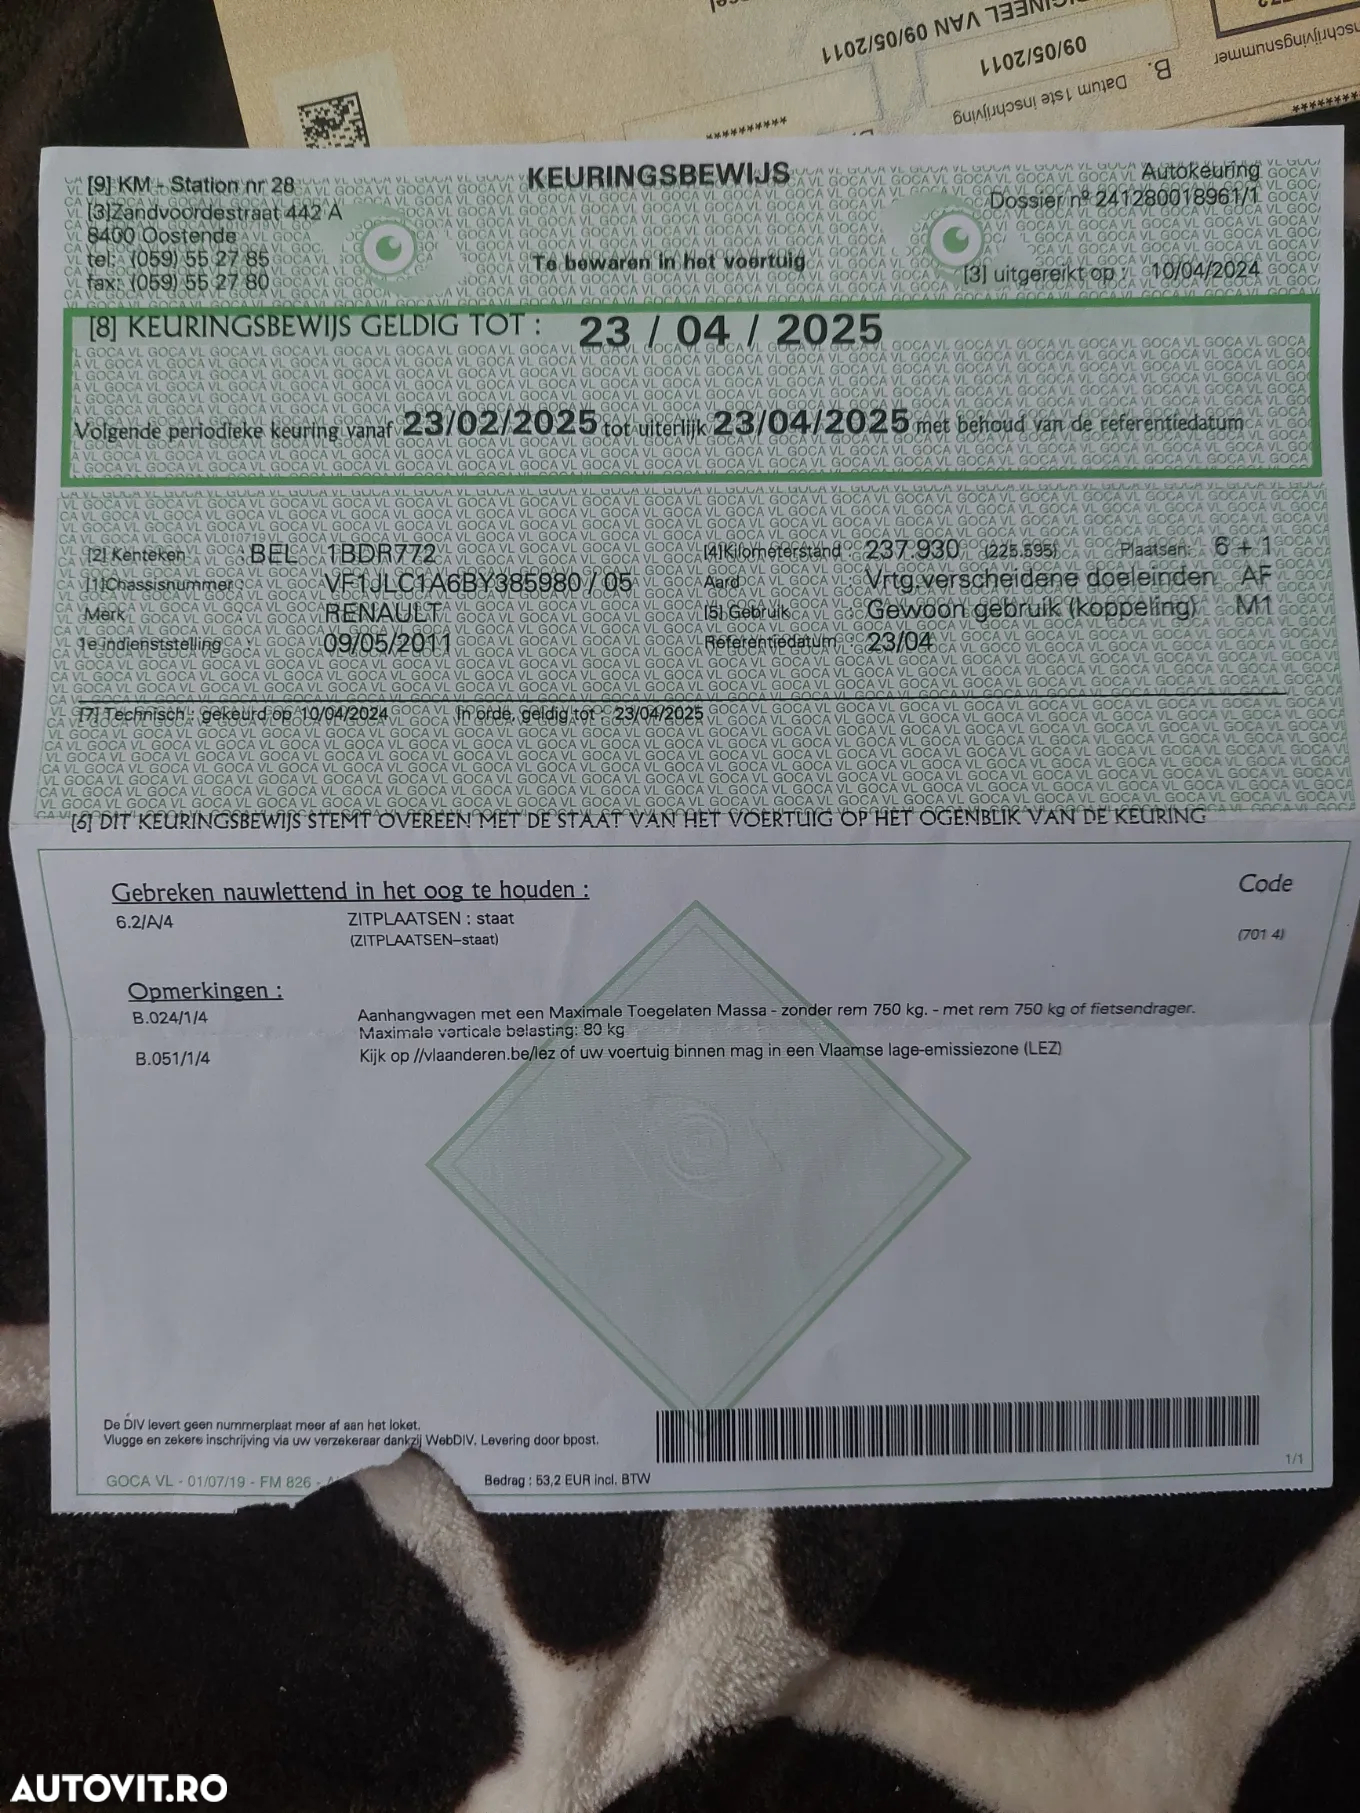 ORIGINEEL VAN 09/05/2011
09/05/2011
B.
Datum 1ste inschrijving
**********
[9] KM - Station nr 28
[3]Zandvoordestraat 442 A
8400 Oostende
tel: (059) 55 27 85
fax: (059) 55 27 80
KEURINGSBEWIJS
Te bewaren in het voertuig
Autokeuring
Dossier nº 241280018961/1
[3] uitgereikt op : 10/04/2024
[8] KEURINGSBEWIJS GELDIG TOT : 23 / 04 / 2025
Volgende periodieke keuring vanaf 23/02/2025 tot uiterlijk 23/04/2025 met behoud van de referentiedatum
[2] Kenteken : BEL 1BDR772
[4]Kilometerstand : 237.930 (225.595) Plaatsen: 6 + 1
[1]Chassisnummer : VF1JLC1A6BY385980 / 05
Aard : Vrtg.verscheidene doeleinden AF
Merk : RENAULT
[5] Gebruik : Gewoon gebruik (koppeling) M1
1e indienststelling : 09/05/2011
Referentiedatum : 23/04
[7] Technisch : gekeurd op 10/04/2024 In orde, geldig tot : 23/04/2025
[6] DIT KEURINGSBEWIJS STEMT OVEREEN MET DE STAAT VAN HET VOERTUIG OP HET OGENBLIK VAN DE KEURING
Gebreken nauwlettend in het oog te houden : Code
6.2/A/4 ZITPLAATSEN : staat
(ZITPLAATSEN-staat) (701 4)
Opmerkingen :
B.024/1/4 Aanhangwagen met een Maximale Toegelaten Massa - zonder rem 750 kg. - met rem 750 kg of fietsendrager.
Maximale verticale belasting: 80 kg
B.051/1/4 Kijk op //vlaanderen.be/lez of uw voertuig binnen mag in een Vlaamse lage-emissiezone (LEZ)
De DIV levert geen nummerplaat meer af aan het loket.
Vlugge en zekere inschrijving via uw verzekeraar dankzij WebDIV. Levering door bpost.
1/1
GOCA VL - 01/07/19 - FM 826 -
Bedrag : 53,2 EUR incl. BTW
AUTOVIT.RO